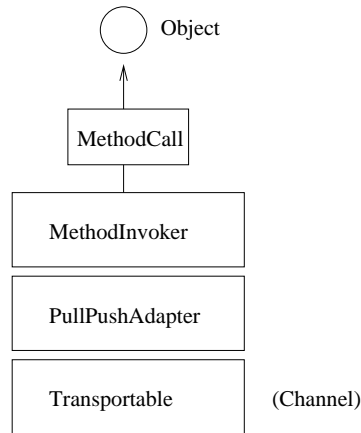 Object
MethodCall
MethodInvoker
PullPushAdapter
Transportable (Channel)